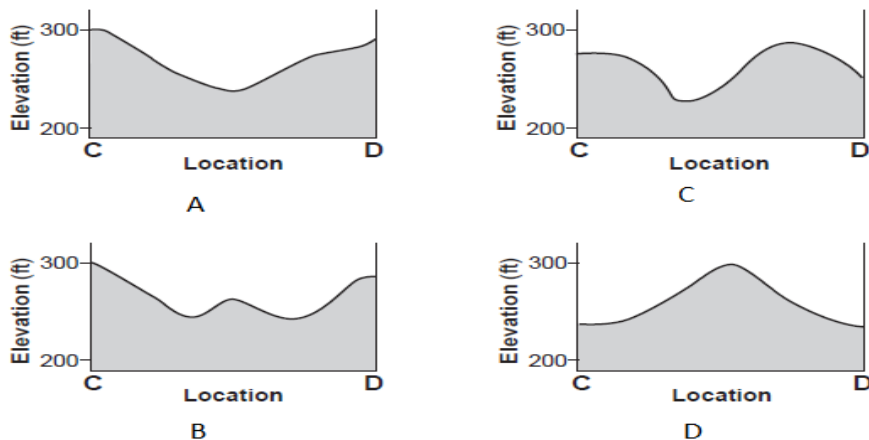 Elevation (ft)
300
200
C
D
Location
A
Elevation (ft)
300
200
C
D
Location
C
Elevation (ft)
300
200
C
D
Location
B
Elevation (ft)
300
200
C
D
Location
D